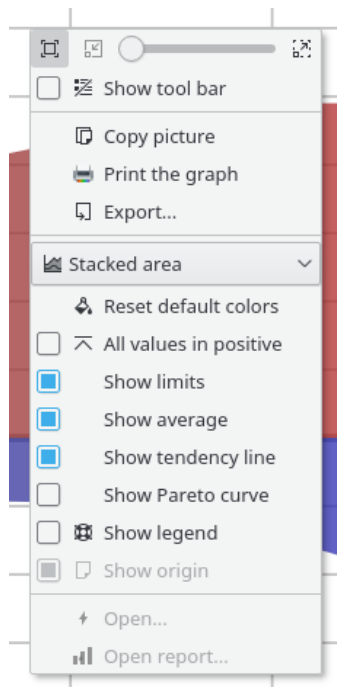 Show tool bar
Copy picture
Print the graph
Export...
Stacked area
Reset default colors
All values in positive
Show limits
Show average
Show tendency line
Show Pareto curve
Show legend
Show origin
Open...
Open report...